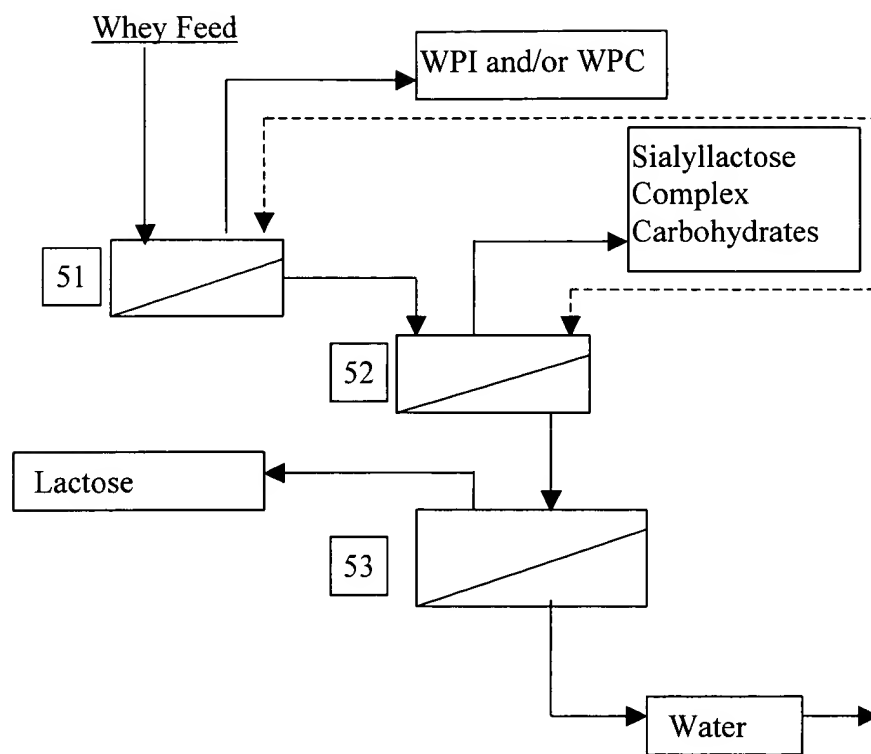 Whey Feed
WPI and/or WPC
Sialyllactose
Complex
Carbohydrates
51
52
Lactose
53
Water